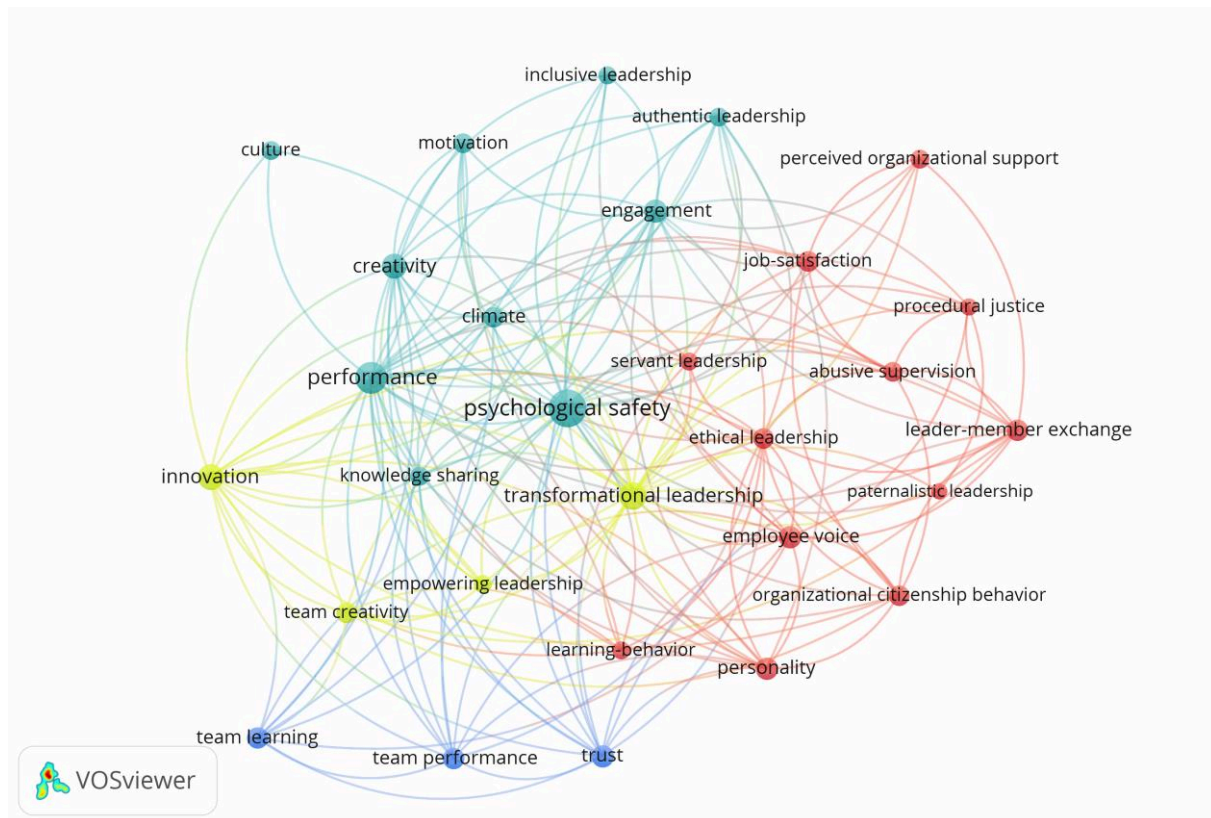 inclusive leadership
authentic leadership
motivation
culture
perceived organizational support
engagement
job-satisfaction
creativity
procedural justice
climate
servant leadership
abusive supervision
performance
psychological safety
leader-member exchange
ethical leadership
innovation
knowledge sharing
transformational leadership
paternalistic leadership
employee voice
empowering leadership
organizational citizenship behavior
team creativity
learning-behavior
personality
team learning
team performance
trust
VOSviewer